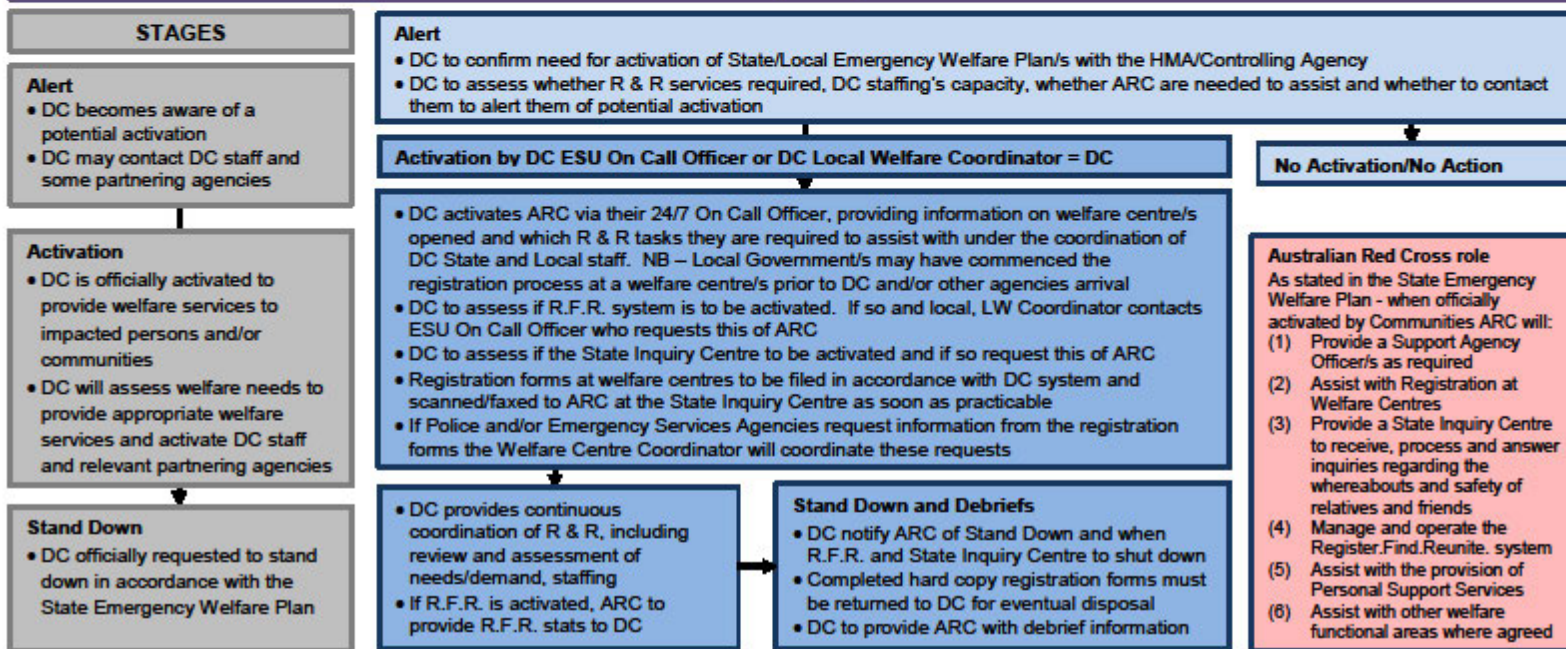 STAGES
Alert
• DC becomes aware of a
potential activation
• DC may contact DC staff and
some partnering agencies
Activation
• DC is officially activated to
provide welfare services to
impacted persons and/or
communities
• DC will assess welfare needs to
provide appropriate welfare
services and activate DC staff
and relevant partnering agencies
Stand Down
• DC officially requested to stand
down in accordance with the
State Emergency Welfare Plan
Alert
• DC to confirm need for activation of State/Local Emergency Welfare Plan/s with the HMA/Controlling Agency
• DC to assess whether R & R services required, DC staffing's capacity, whether ARC are needed to assist and whether to contact
them to alert them of potential activation
Activation by DC ESU On Call Officer or DC Local Welfare Coordinator = DC
No Activation/No Action
• DC activates ARC via their 24/7 On Call Officer, providing information on welfare centre/s
opened and which R & R tasks they are required to assist with under the coordination of
DC State and Local staff. NB – Local Government/s may have commenced the
registration process at a welfare centre/s prior to DC and/or other agencies arrival
• DC to assess if R.F.R. system is to be activated. If so and local, LW Coordinator contacts
ESU On Call Officer who requests this of ARC
• DC to assess if the State Inquiry Centre to be activated and if so request this of ARC
• Registration forms at welfare centres to be filed in accordance with DC system and
scanned/faxed to ARC at the State Inquiry Centre as soon as practicable
• If Police and/or Emergency Services Agencies request information from the registration
forms the Welfare Centre Coordinator will coordinate these requests
• DC provides continuous
coordination of R & R, including
review and assessment of
needs/demand, staffing
• If R.F.R. is activated, ARC to
provide R.F.R. stats to DC
Stand Down and Debriefs
• DC notify ARC of Stand Down and when
R.F.R. and State Inquiry Centre to shut down
• Completed hard copy registration forms must
be returned to DC for eventual disposal
• DC to provide ARC with debrief information
Australian Red Cross role
As stated in the State Emergency
Welfare Plan - when officially
activated by Communities ARC will:
(1) Provide a Support Agency
Officer/s as required
(2) Assist with Registration at
Welfare Centres
(3) Provide a State Inquiry Centre
to receive, process and answer
inquiries regarding the
whereabouts and safety of
relatives and friends
(4) Manage and operate the
Register.Find.Reunite. system
(5) Assist with the provision of
Personal Support Services
(6) Assist with other welfare
functional areas where agreed